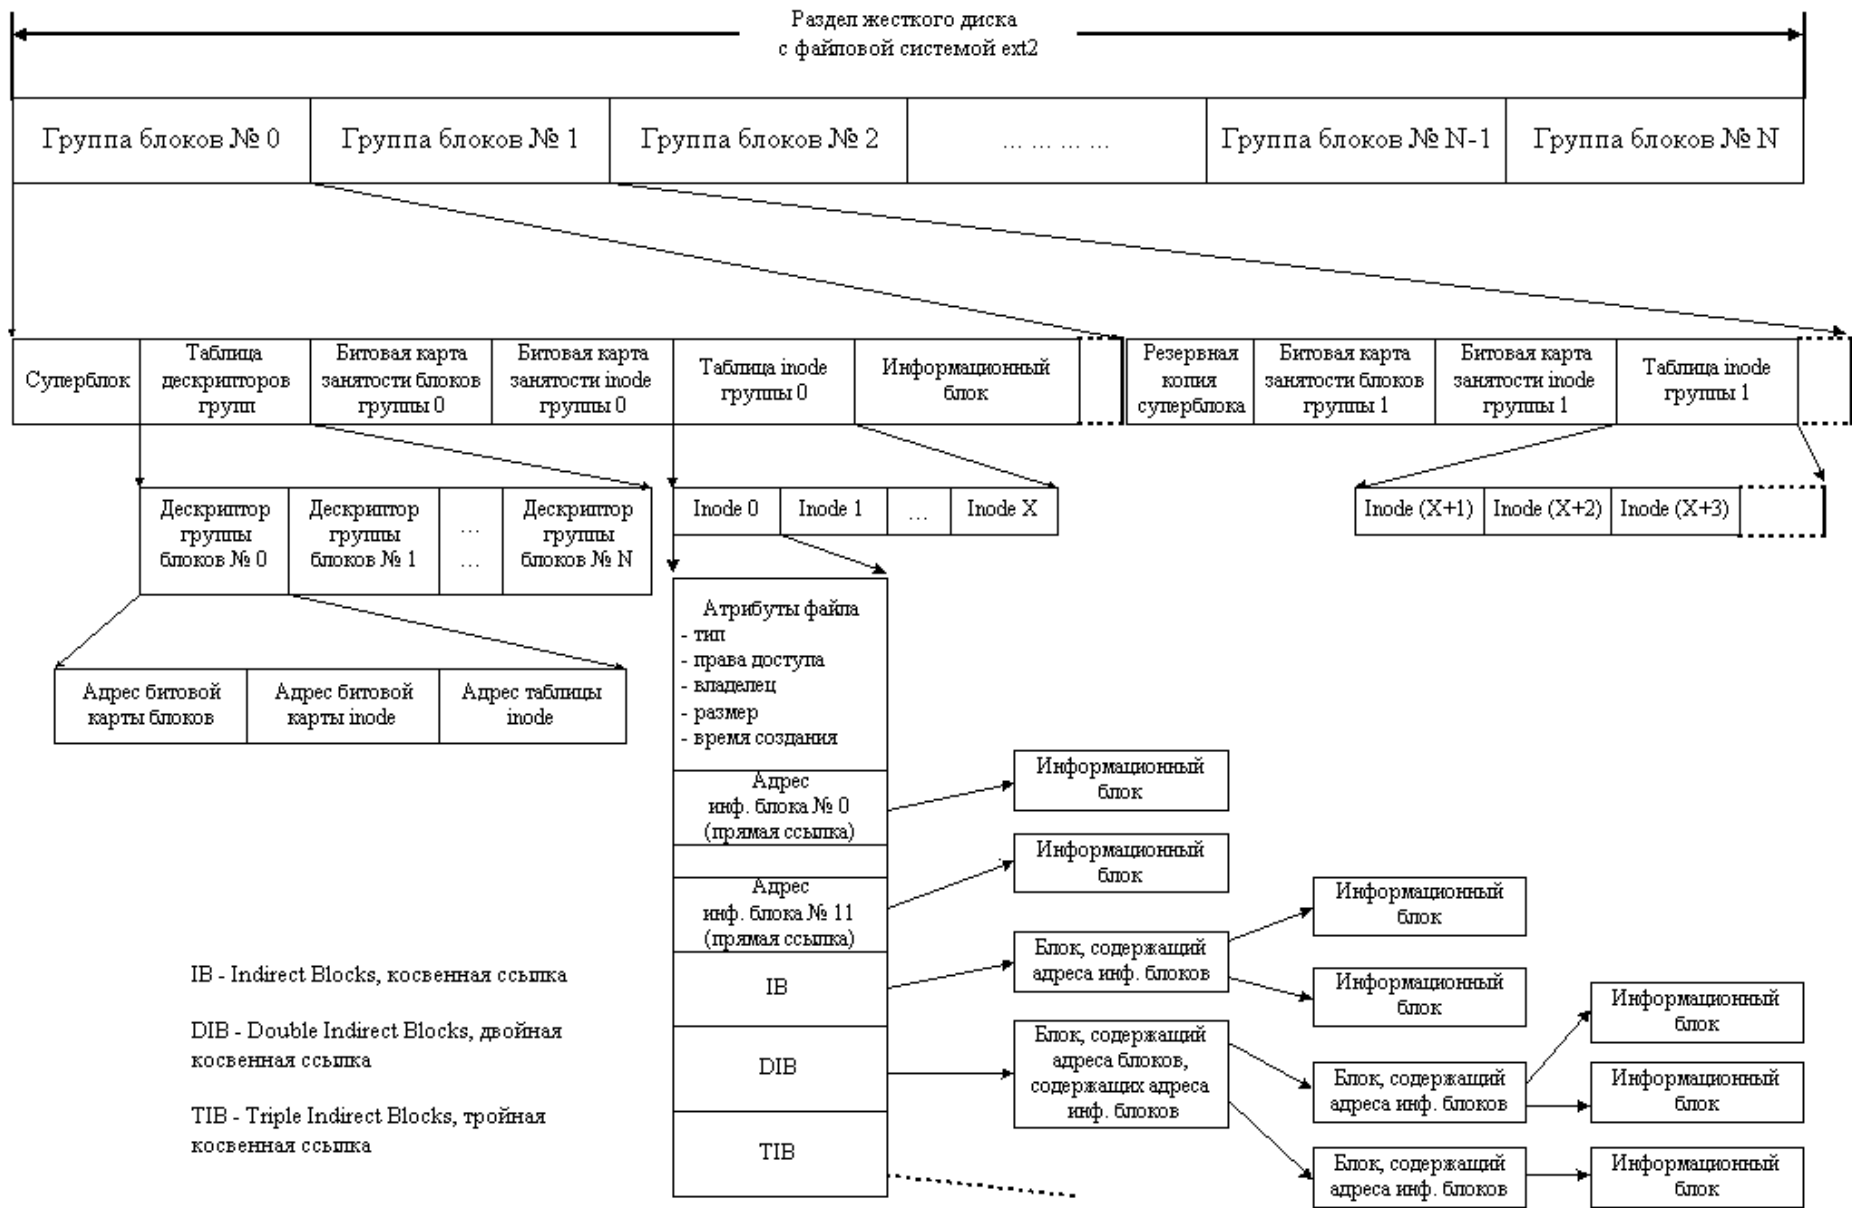 Раздел жесткого диска
с файловой системой ext2
Группа блоков № 0
Группа блоков № 1
Группа блоков № 2
... ... ... ...
Группа блоков № N-1
Группа блоков № N
Суперблок
Таблица
дескрипторов
групп
Битовая карта
занятости блоков
группы 0
Битовая карта
занятости inode
группы 0
Таблица inode
группы 0
Информационный
блок
Резервная
копия
суперблока
Битовая карта
занятости блоков
группы 1
Битовая карта
занятости inode
группы 1
Таблица inode
группы 1
Дескриптор
группы
блоков № 0
Дескриптор
группы
блоков № 1
...
...
Дескриптор
группы
блоков № N
Inode 0
Inode 1
...
Inode X
Inode (X+1)
Inode (X+2)
Inode (X+3)
Адрес битовой
карты блоков
Адрес битовой
карты inode
Адрес таблицы
inode
Атрибуты файла
- тип
- права доступа
- владелец
- размер
- время создания
Адрес
инф. блока № 0
(прямая ссылка)
Информационный
блок
Адрес
инф. блока № 11
(прямая ссылка)
Информационный
блок
IB
Блок, содержащий
адреса инф. блоков
Информационный
блок
Информационный
блок
DIB
Блок, содержащий
адреса блоков,
содержащих адреса
инф. блоков
Блок, содержащий
адреса инф. блоков
Информационный
блок
Информационный
блок
Блок, содержащий
адреса инф. блоков
Информационный
блок
TIB
IB - Indirect Blocks, косвенная ссылка
DIB - Double Indirect Blocks, двойная
косвенная ссылка
TIB - Triple Indirect Blocks, тройная
косвенная ссылка